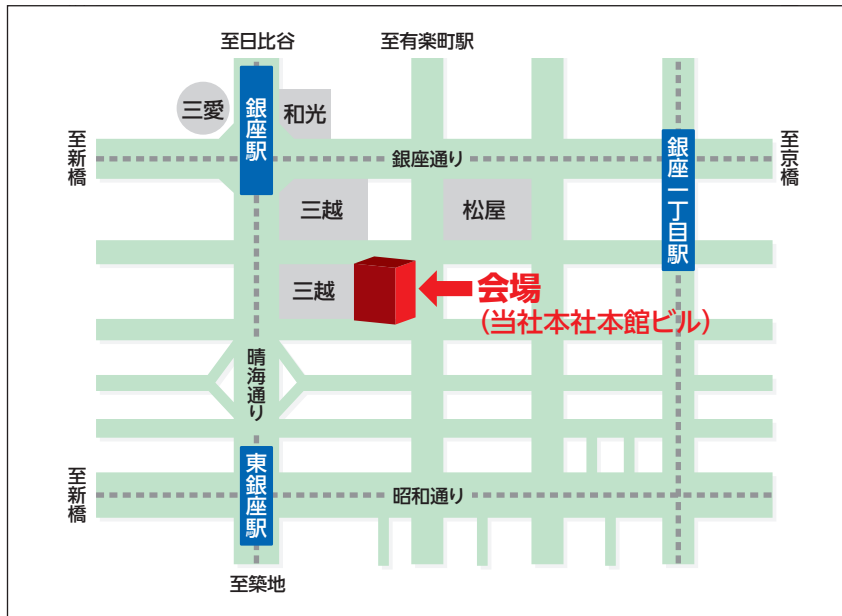 至日比谷
至有楽町駅
三愛
銀座駅
和光
至新橋
銀座通り
銀座一丁目駅
至京橋
三越
松屋
三越
会場
(当社本社本館ビル)
晴海通り
東銀座駅
至新橋
昭和通り
至築地